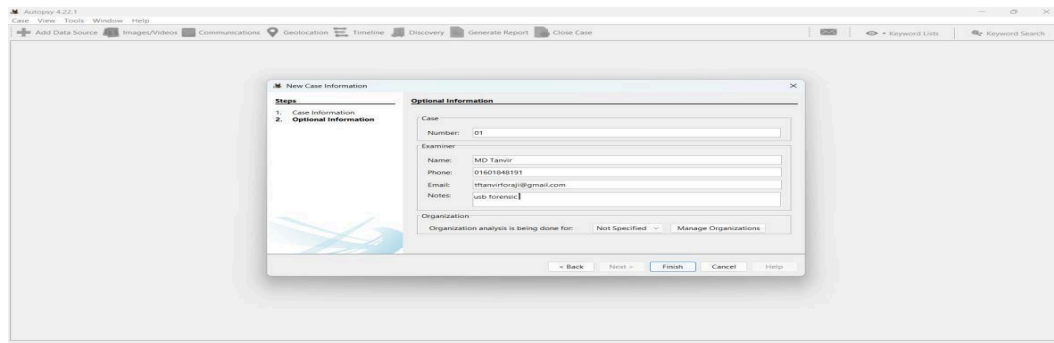 Autopsy 4.22.1
Case View Tools Window Help
Add Data Source Images/Videos Communications Geolocation Timeline Discovery Generate Report Close Case Keyword Lists Keyword Search
New Case Information
Steps
1. Case Information
2. Optional Information
Optional Information
Case
Number: 01
Examiner
Name: MD Tanvir
Phone: 01601848191
Email: tftanvirforaji@gmail.com
Notes: usb forensic
Organization
Organization analysis is being done for: Not Specified Manage Organizations
< Back Next > Finish Cancel Help